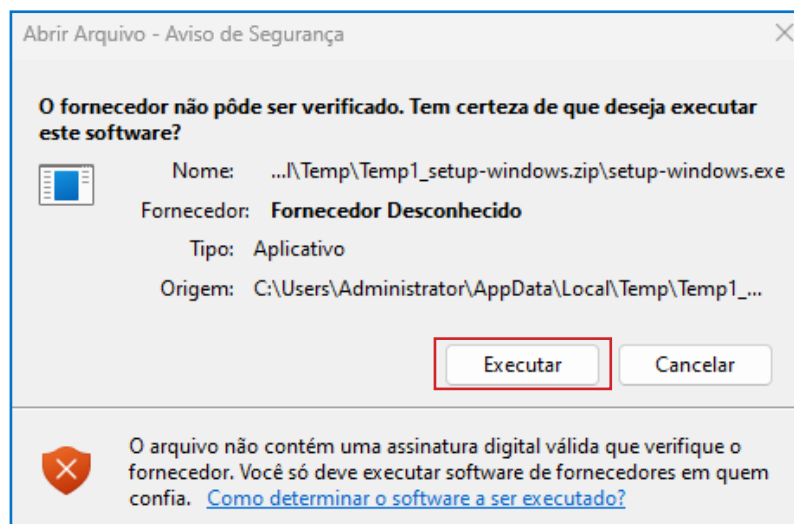 Abrir Arquivo - Aviso de Segurança
O fornecedor não pôde ser verificado. Tem certeza de que deseja executar
este software?
Nome: ...l\Temp\Temp1_setup-windows.zip\setup-windows.exe
Fornecedor: Fornecedor Desconhecido
Tipo: Aplicativo
Origem: C:\Users\Administrator\AppData\Local\Temp\Temp1_...
Executar Cancelar
O arquivo não contém uma assinatura digital válida que verifique o
fornecedor. Você só deve executar software de fornecedores em quem
confia. Como determinar o software a ser executado?